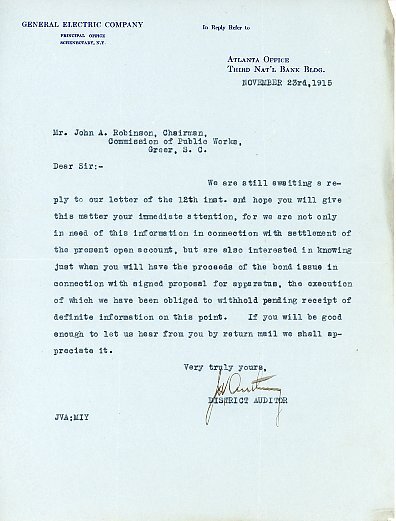 GENERAL ELECTRIC COMPANY
PRINCIPAL OFFICE
SCHENECTADY, N.Y.
In Reply Refer to
ATLANTA OFFICE
THIRD NAT'L BANK BLDG.
NOVEMBER 23rd, 1915
Mr. John A. Robinson, Chairman,
Commission of Public Works,
Greer, S. C.
Dear Sir:-
We are still awaiting a re-
ply to our letter of the 12th inst. and hope you will give
this matter your immediate attention, for we are not only
in need of this information in connection with settlement of
the present open account, but are also interested in knowing
just when you will have the proceeds of the bond issue in
connection with signed proposal for apparatus, the execution
of which we have been obliged to withhold pending receipt of
definite information on this point. If you will be good
enough to let us hear from you by return mail we shall ap-
preciate it.
Very truly yours,
DISTRICT AUDITOR
JVA:MIY